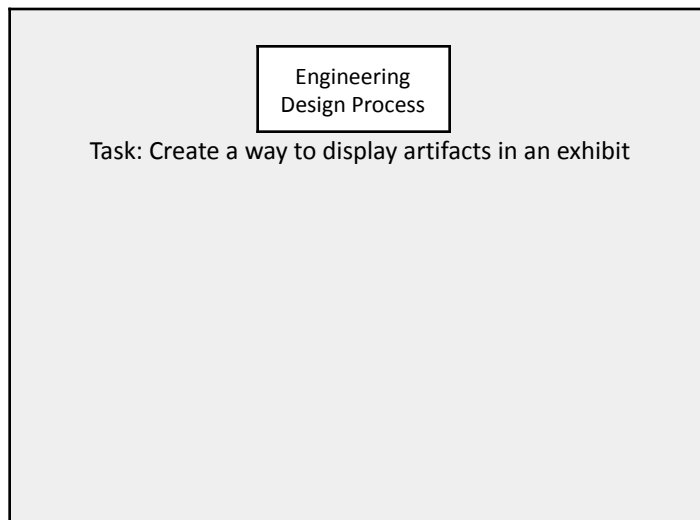 Engineering
Design Process
Task: Create a way to display artifacts in an exhibit